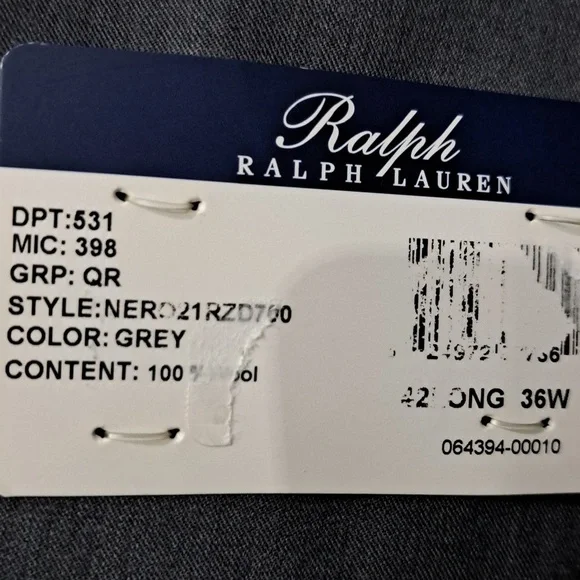 Ralph
RALPH LAUREN
DPT:531
MIC: 398
GRP: QR
COLOR: GREY
CONTENT: 100 %
36W
064394-00010